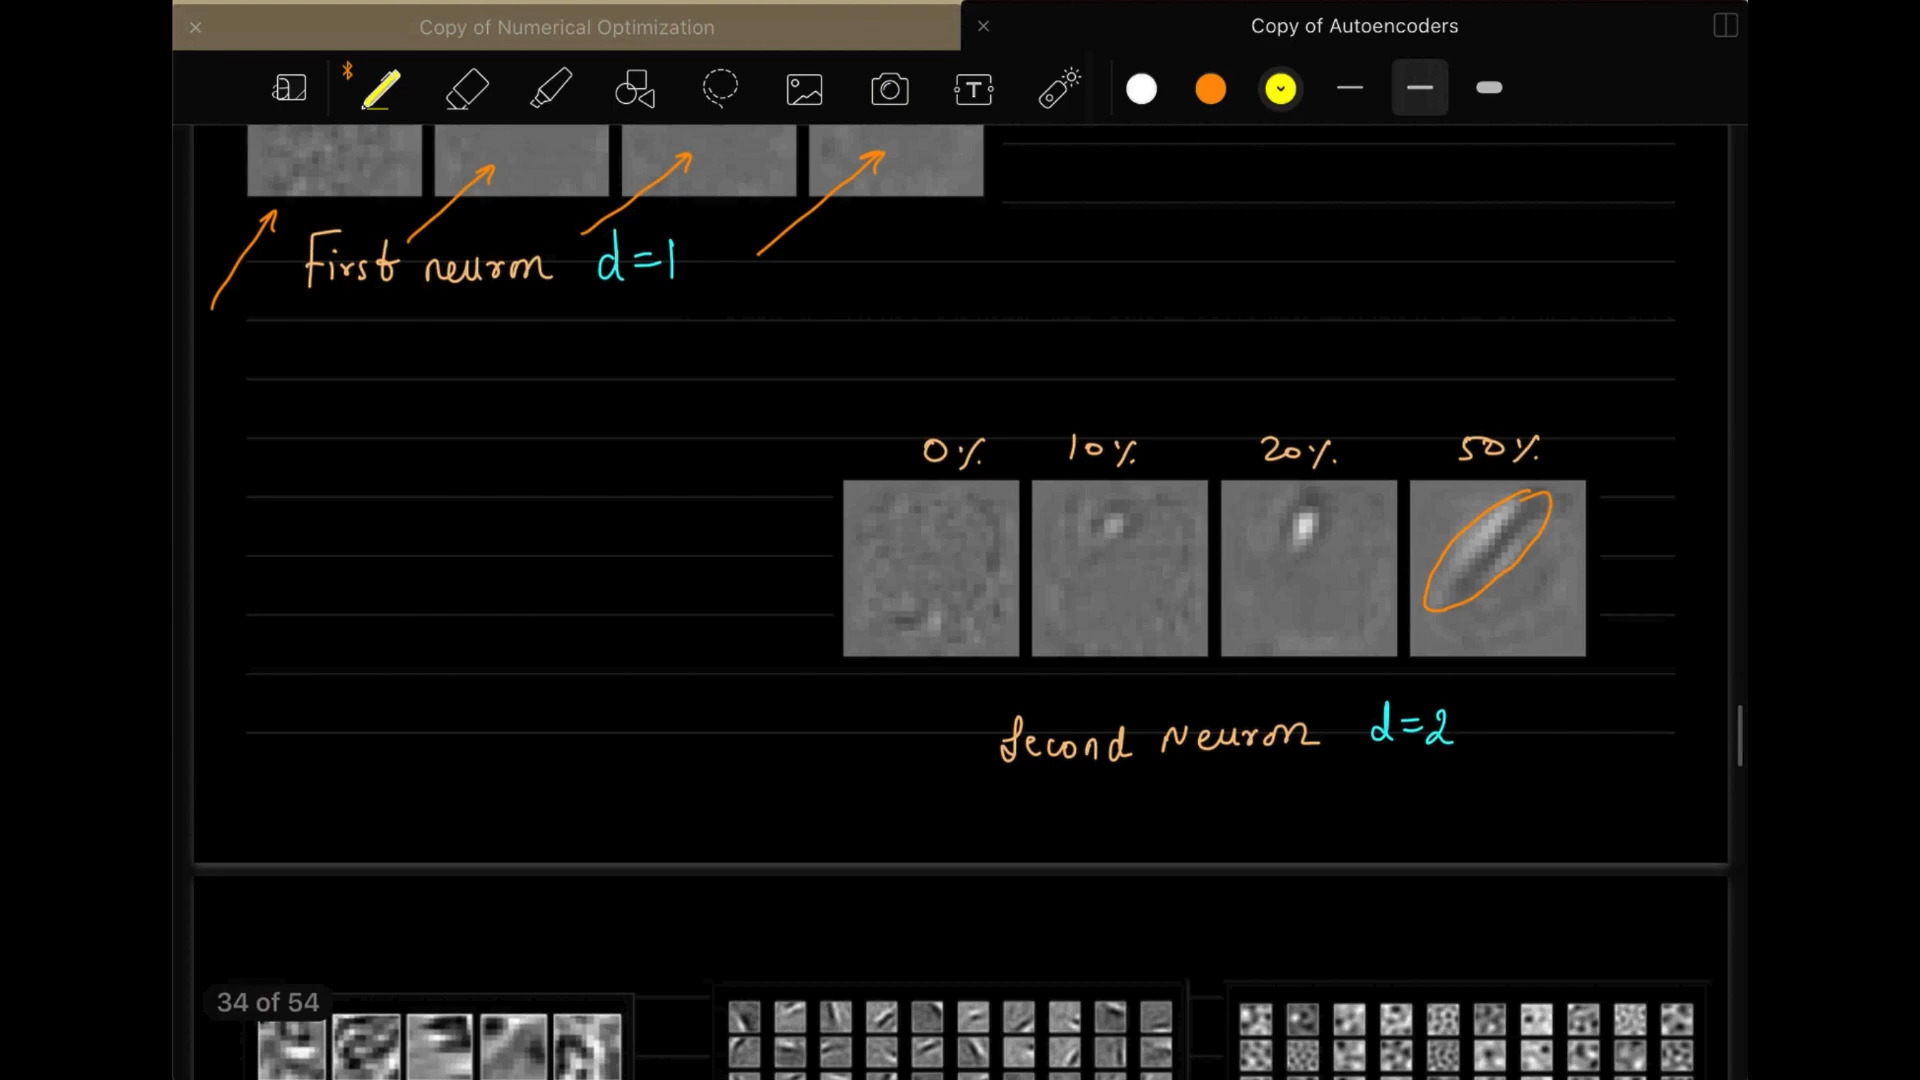 Copy of Numerical Optimization
Copy of Autoencoders
First neuron d=1
0% 10% 20% 50%
Second Neuron d=2
34 of 54